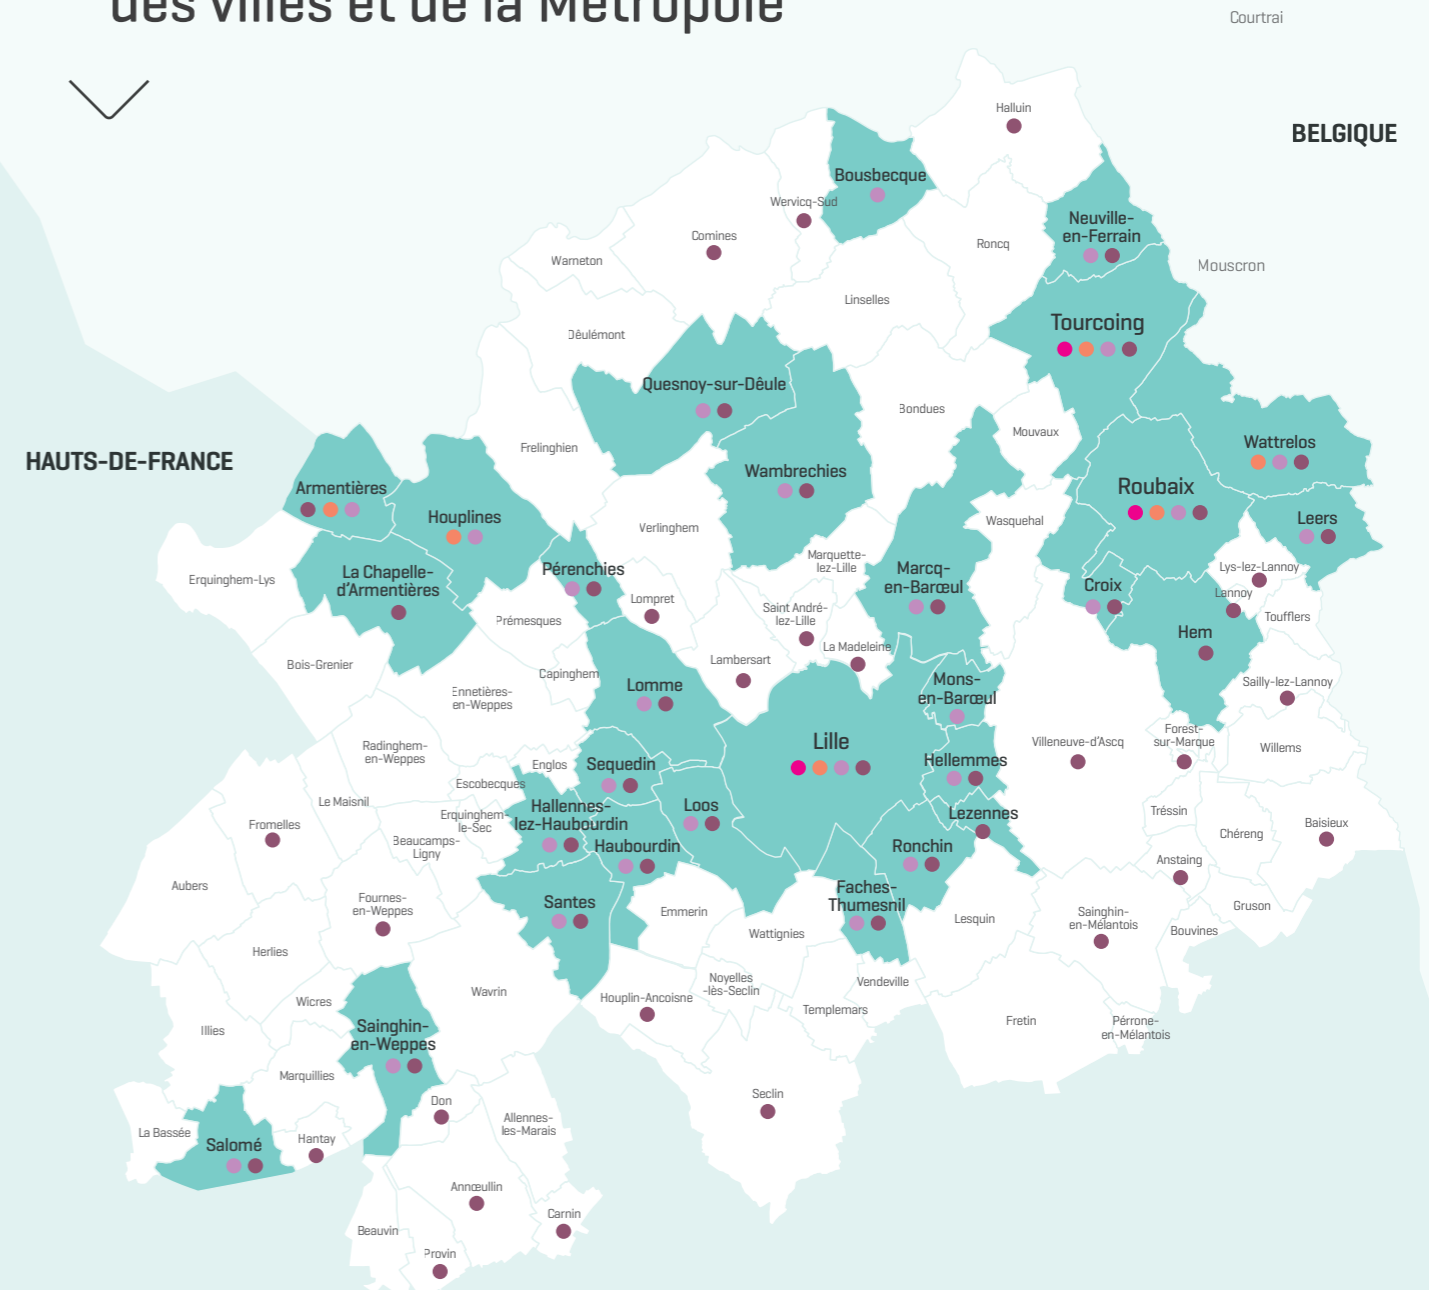 des villes et de la Métropole
Courtrai
BELGIQUE
Halluin
Bousbecque
Wervicq-Sud
Neuville-
en-Ferrain
Comines
Roncq
Warneton
Mouscron
Linselles
Tourcoing
Dêulémont
Quesnoy-sur-Dêule
Bondues
Mouvaux
Wattrelos
Frelinghien
HAUTS-DE-FRANCE
Wambrechies
Armentières
Roubaix
Houplines
Leers
Wasquehal
Verlinghem
Marquette-
lez-Lille
Lys-lez-Lannoy
Pérenchies
Marcq-
en-Barœul
La Chapelle-
d'Armentières
Erquinghem-Lys
Croix
Lannoy
Lompret
Saint André-
lez-Lille
Toufflers
Prémesques
Hem
La Madeleine
Lambersart
Bois-Grenier
Capinghem
Sailly-lez-Lannoy
Lomme
Mons-
en-Barœul
Ennetières-
en-Weppes
Forest-
sur-Marque
Lille
Villeneuve-d'Ascq
Willems
Radinghem-
en-Weppes
Englos
Sequedin
Hellemmes
Escobecques
Le Maisnil
Hallennes-
lez-Haubourdin
Loos
Lezennes
Tréssin
Erquinghem-
le-Sec
Fromelles
Baisieux
Chéreng
Beaucamps-
Ligny
Haubourdin
Ronchin
Anstaing
Aubers
Faches-
Thumesnil
Fournes-
en-Weppes
Santes
Emmerin
Gruson
Sainghin-
en-Mélantois
Lesquin
Wattignies
Bouvines
Herlies
Noyelles
-lès-Seclin
Vendeville
Wavrin
Houplin-Ancoisne
Wicres
Templemars
Fretin
Pérrone-
en-Mélantois
Illies
Sainghin-
en-Weppes
Marquillies
Seclin
Don
Allennes-
les-Marais
La Bassée
Hantay
Salomé
Annœullin
Carnin
Beauvin
Provin